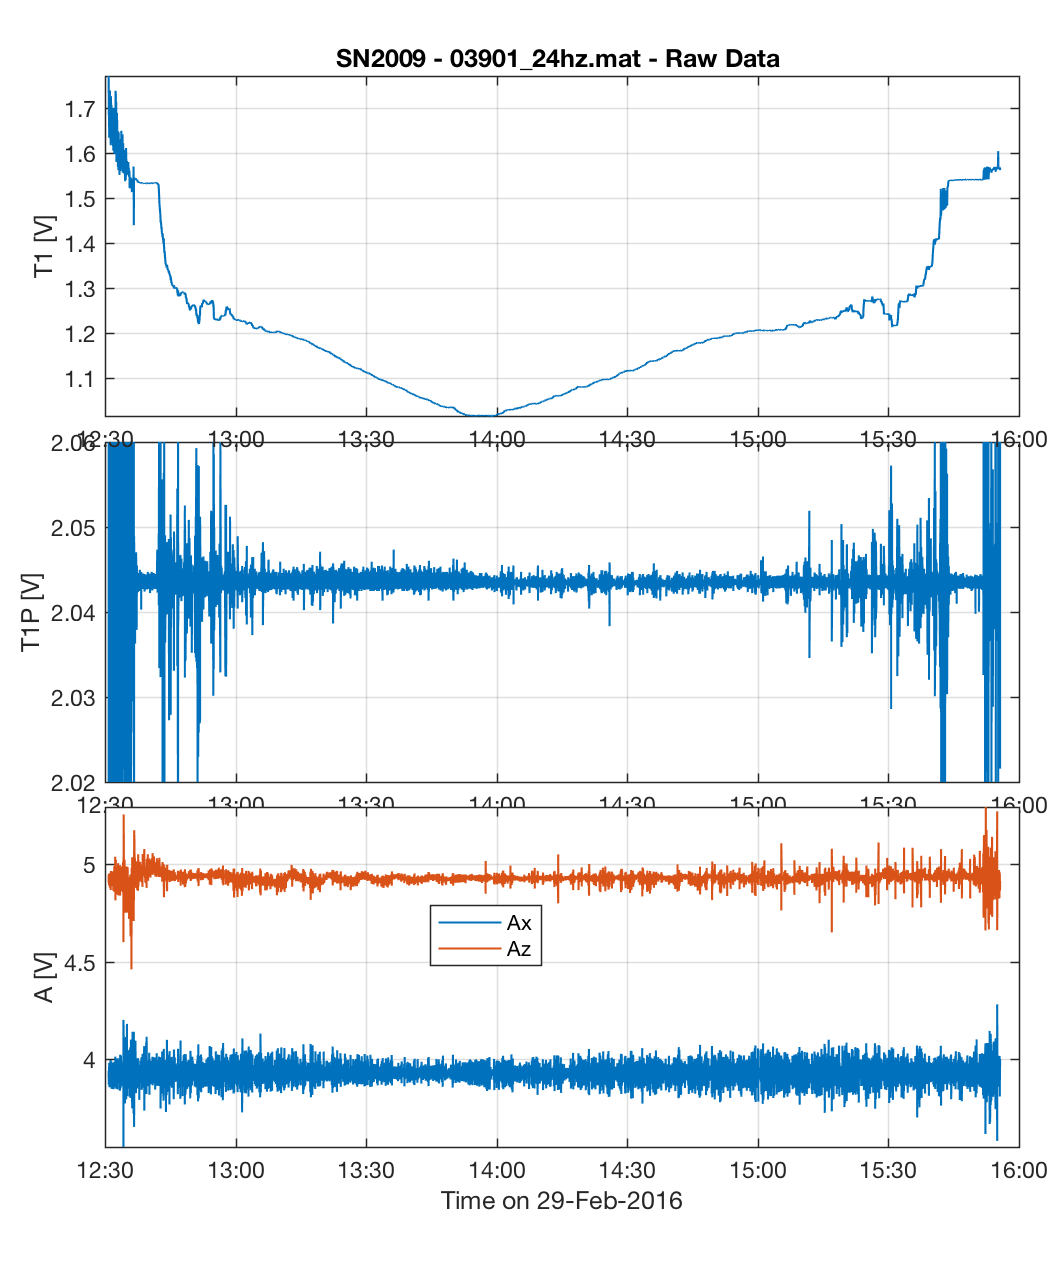 SN2009 - 03901_24hz.mat - Raw Data
T1 [V]
1.7
1.6
1.5
1.4
1.3
1.2
1.1
12:30 13:00 13:30 14:00 14:30 15:00 15:30 16:00
T1P [V]
2.06
2.05
2.04
2.03
2.02
12:30 13:00 13:30 14:00 14:30 15:00 15:30 16:00
A [V]
5
4.5
4
Ax
Az
12:30 13:00 13:30 14:00 14:30 15:00 15:30 16:00
Time on 29-Feb-2016